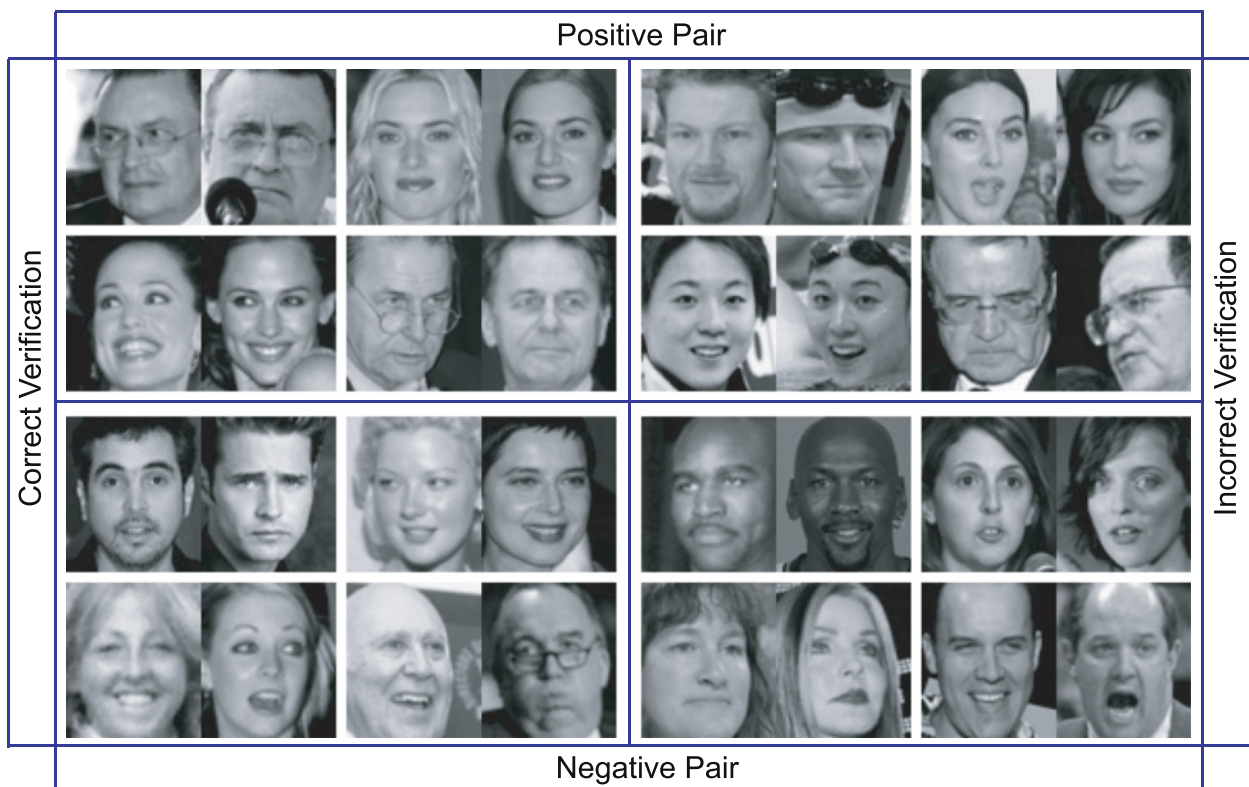 Positive Pair
Correct Verification
Incorrect Verification
Negative Pair